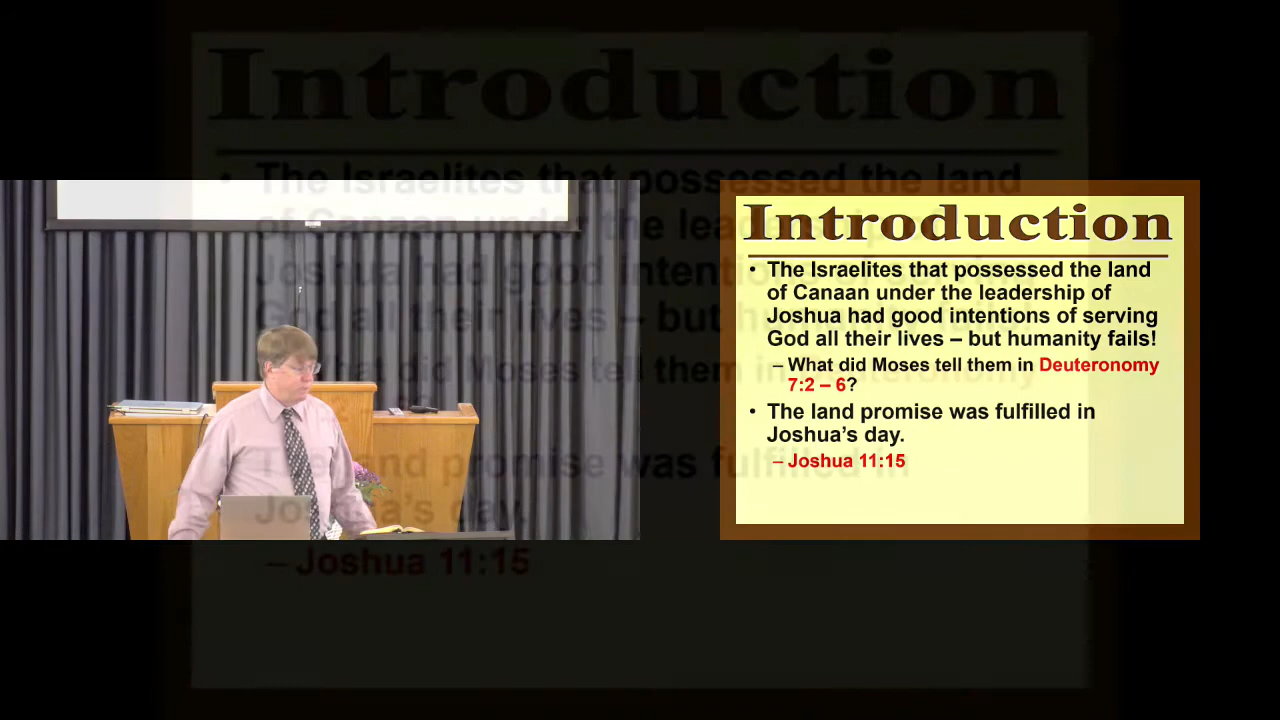 Introduction
• The Israelites that possessed the land
of Canaan under the leadership of
Joshua had good intentions of serving
God all their lives – but humanity fails!
– What did Moses tell them in Deuteronomy
7:2 – 6?
• The land promise was fulfilled in
Joshua's day.
– Joshua 11:15